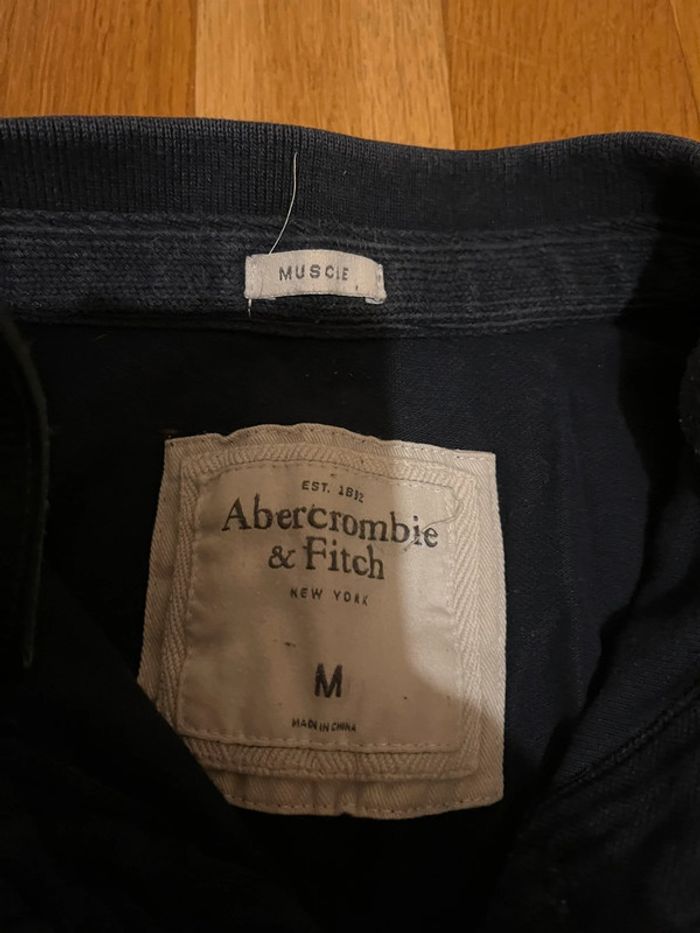 MUSCLE
EST. 1892
Abercrombie
& Fitch
NEW YORK
M
MADE IN CHINA